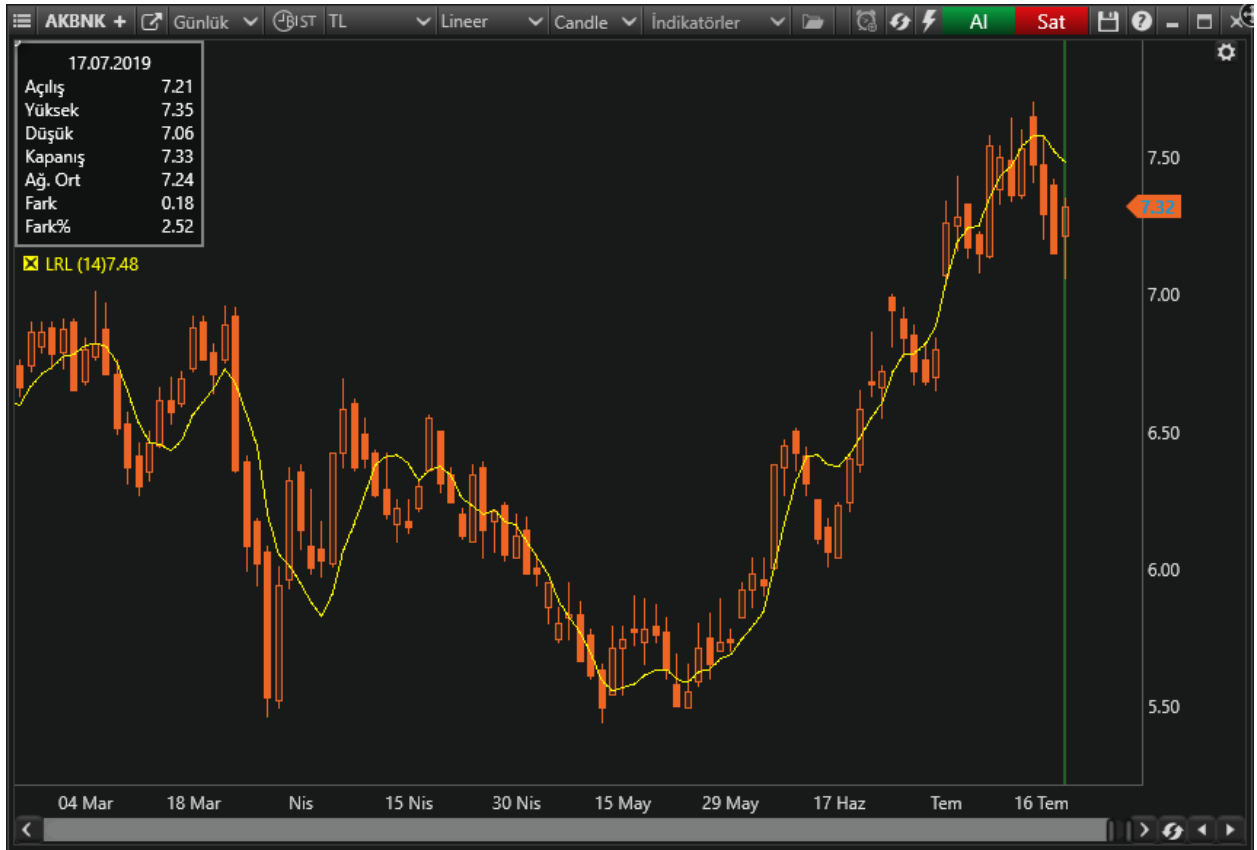 AKBNK + Günlük BIST TL Lineer Candle İndikatörler Al Sat
17.07.2019
Açılış 7.21
Yüksek 7.35
Düşük 7.06
Kapanış 7.33
Ağ. Ort 7.24
Fark 0.18
Fark% 2.52
LRL (14)7.48
7.50
7.32
7.00
6.50
6.00
5.50
04 Mar 18 Mar Nis 15 Nis 30 Nis 15 May 29 May 17 Haz Tem 16 Tem